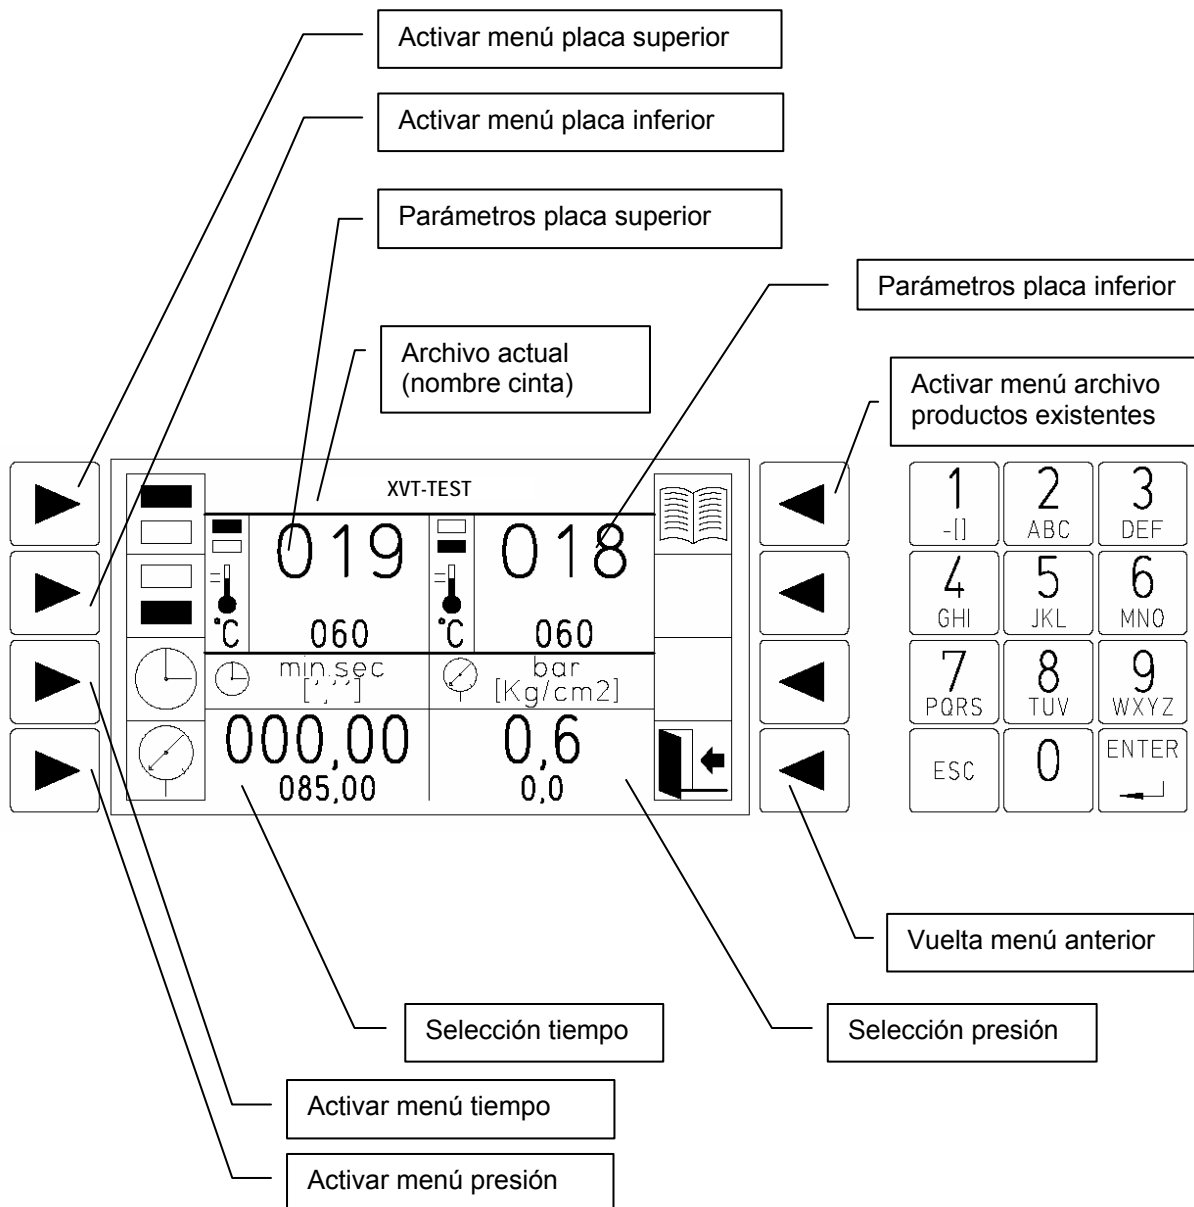 Activar menú placa superior
Activar menú placa inferior
Parámetros placa superior
Parámetros placa inferior
Archivo actual
(nombre cinta)
Activar menú archivo
productos existentes
XVT-TEST
019
018
°C
060
°C
060
min.sec
[','']
bar
[Kg/cm2]
000,00
0,6
085,00
0,0
1
-[]
2
ABC
3
DEF
4
GHI
5
JKL
6
MNO
7
PQRS
8
TUV
9
WXYZ
ESC
0
ENTER
Vuelta menú anterior
Selección tiempo
Selección presión
Activar menú tiempo
Activar menú presión